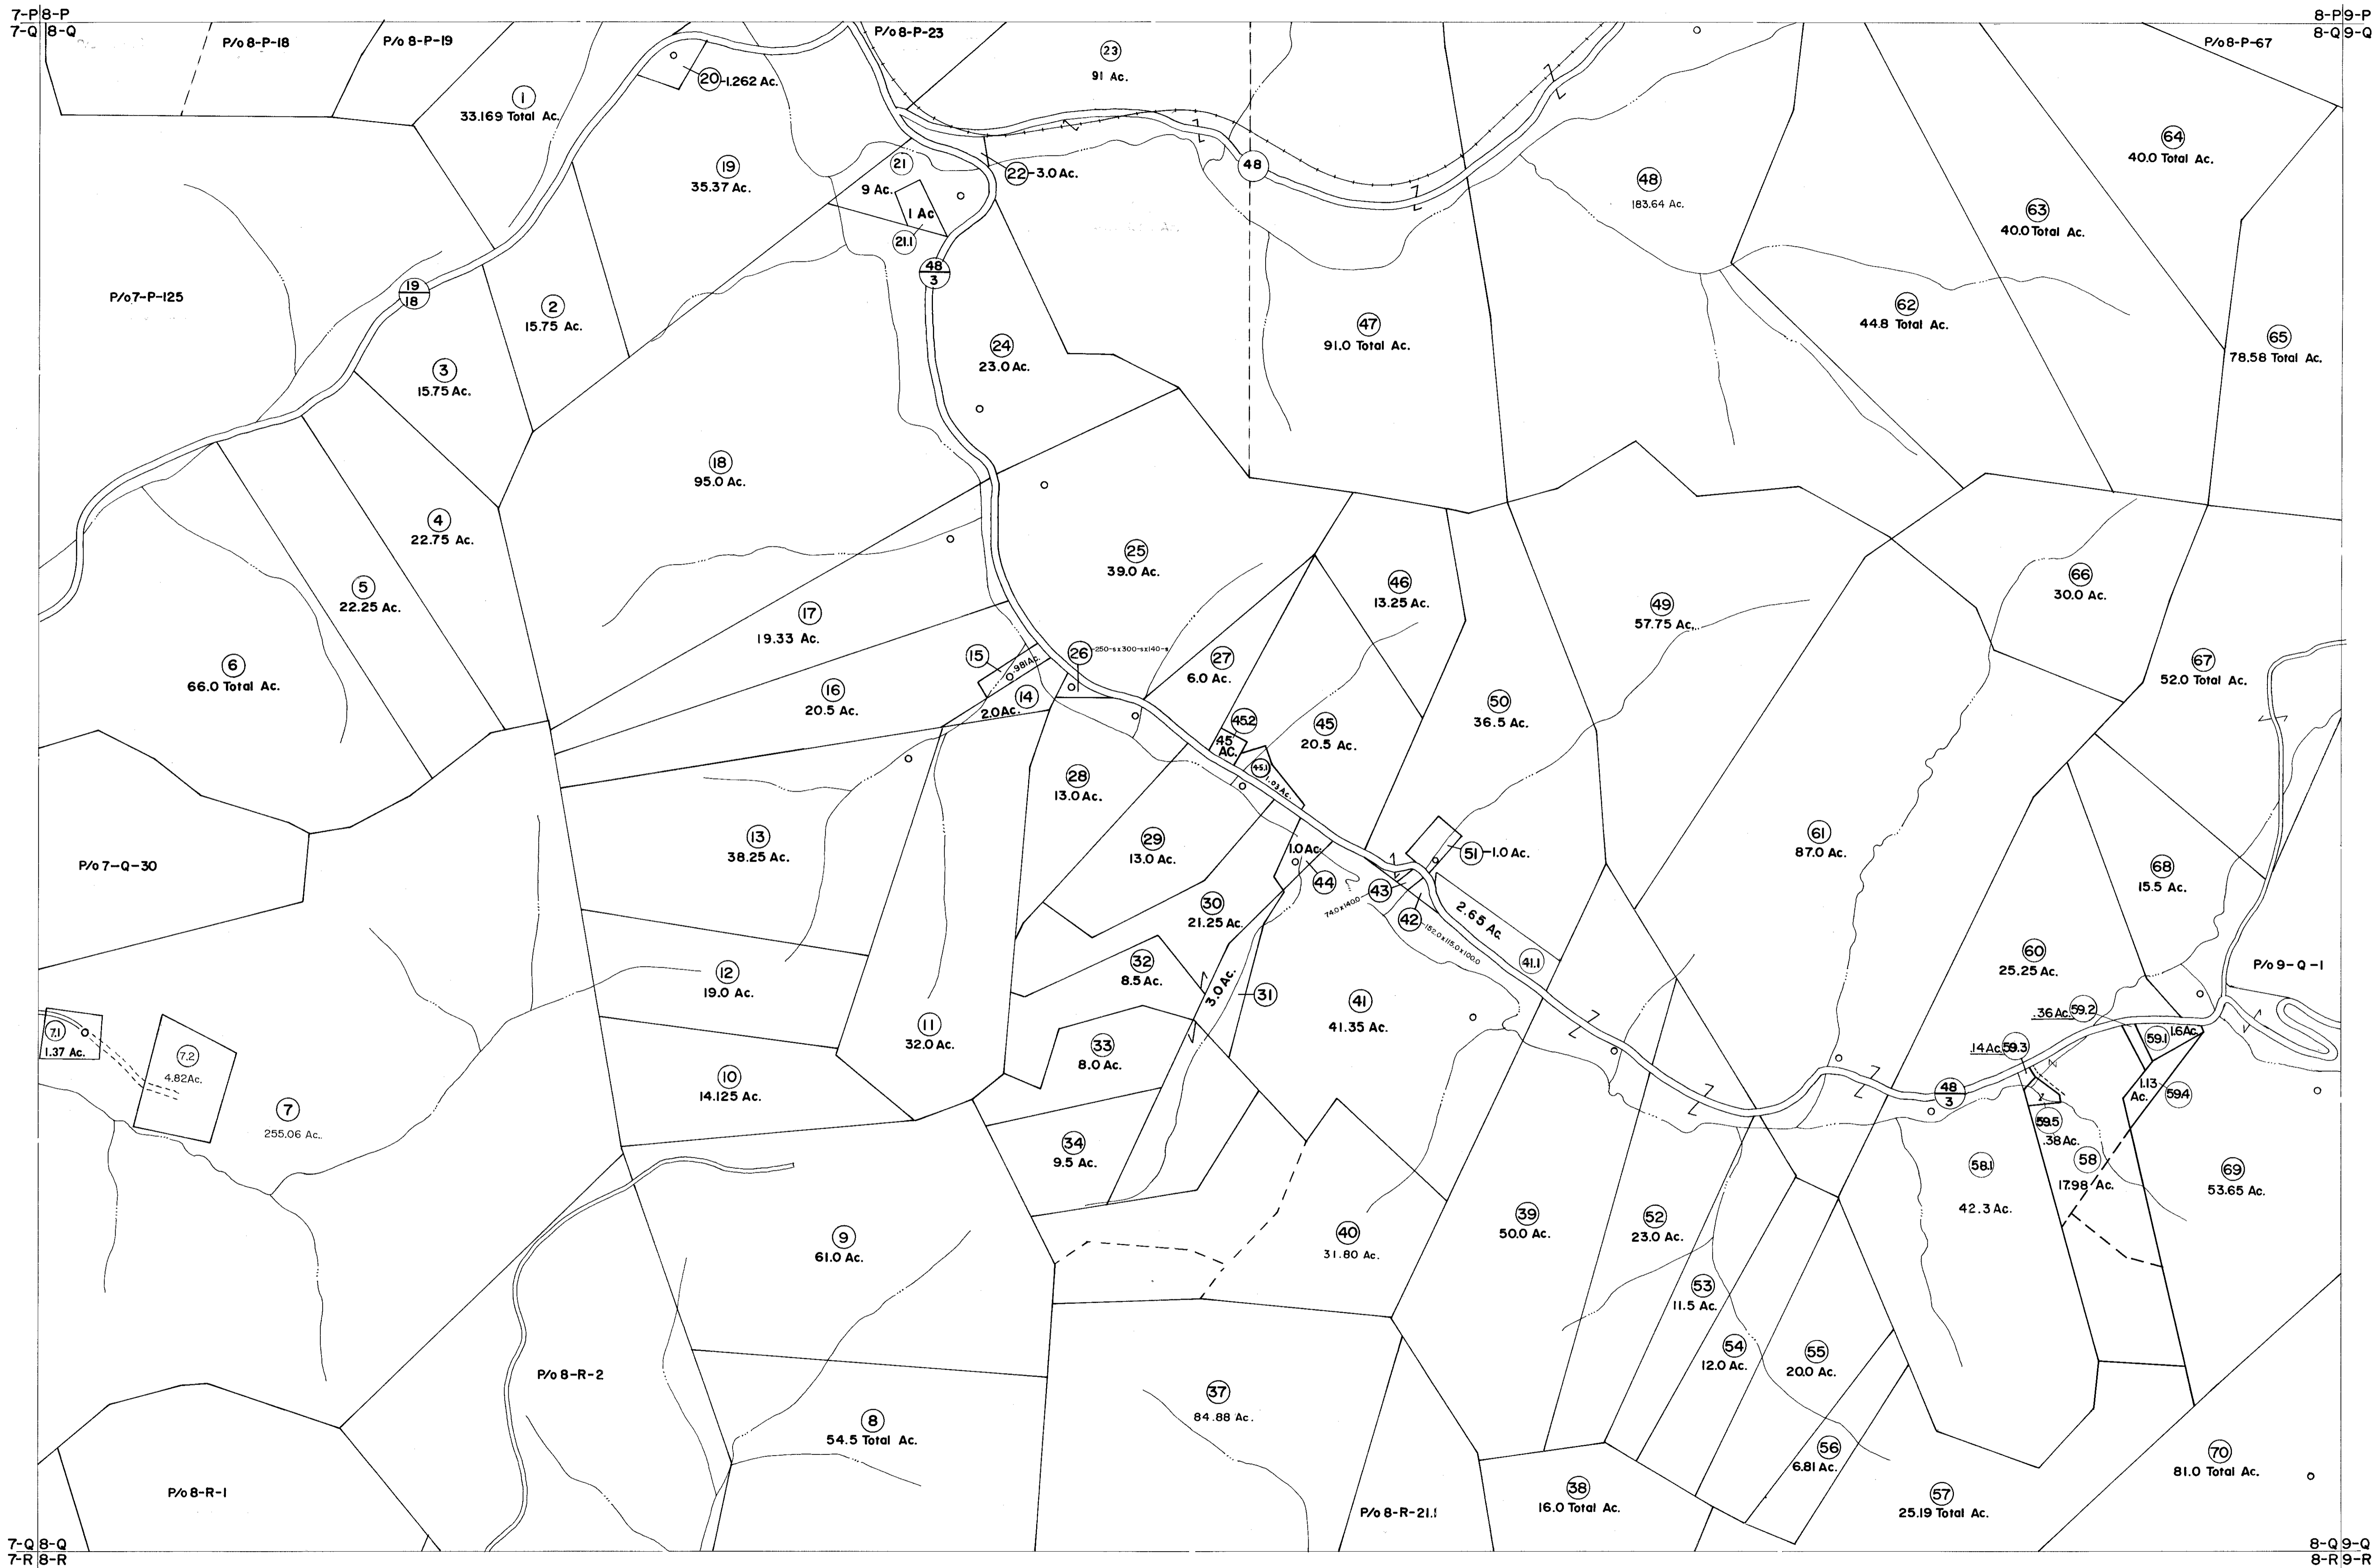 7-P 8-P
7-Q 8-Q
8-P 9-P
8-Q 9-Q
P/o 8-P-18
P/o 8-P-19
P/o 8-P-23
P/o 8-P-67
1
33.169 Total Ac.
20 -1.262 Ac.
23
91 Ac.
19
35.37 Ac.
21
9 Ac.
1 Ac
21.1
22 -3.0 Ac.
48
48
183.64 Ac.
64
40.0 Total Ac.
63
40.0 Total Ac.
P/o 7-P-125
19
18
48
3
2
15.75 Ac.
3
15.75 Ac.
24
23.0 Ac.
47
91.0 Total Ac.
62
44.8 Total Ac.
65
78.58 Total Ac.
18
95.0 Ac.
4
22.75 Ac.
5
22.25 Ac.
6
66.0 Total Ac.
17
19.33 Ac.
16
20.5 Ac.
15
.981 Ac.
14
2.0 Ac.
25
39.0 Ac.
26
27
6.0 Ac.
46
13.25 Ac.
49
57.75 Ac.
66
30.0 Ac.
67
52.0 Total Ac.
50
36.5 Ac.
45
20.5 Ac.
45.2
.45
AC.
45.1
1.03 Ac.
28
13.0 Ac.
29
13.0 Ac.
13
38.25 Ac.
P/o 7-Q-30
61
87.0 Ac.
51 -1.0 Ac.
1.0 Ac.
44
43
74.0 x 140.0
42
152.0 x 115.0 x 100.0
2.65 Ac.
41.1
68
15.5 Ac.
30
21.25 Ac.
32
8.5 Ac.
3.0 Ac.
31
41
41.35 Ac.
12
19.0 Ac.
11
32.0 Ac.
33
8.0 Ac.
10
14.125 Ac.
60
25.25 Ac.
P/o 9-Q-1
.36 Ac.
59.2
59.1
1.6 Ac.
.14 Ac.
59.3
48
3
1.13
Ac.
59.4
59.5
.38 Ac.
7.1
1.37 Ac.
7.2
4.82 Ac.
7
255.06 Ac.
34
9.5 Ac.
58.1
42.3 Ac.
58
17.98 Ac.
69
53.65 Ac.
9
61.0 Ac.
40
31.80 Ac.
39
50.0 Ac.
52
23.0 Ac.
53
11.5 Ac.
54
12.0 Ac.
55
20.0 Ac.
56
6.81 Ac.
P/o 8-R-2
8
54.5 Total Ac.
37
84.88 Ac.
P/o 8-R-1
P/o 8-R-21.1
38
16.0 Total Ac.
57
25.19 Total Ac.
70
81.0 Total Ac.
7-Q 8-Q
7-R 8-R
8-Q 9-Q
8-R 9-R